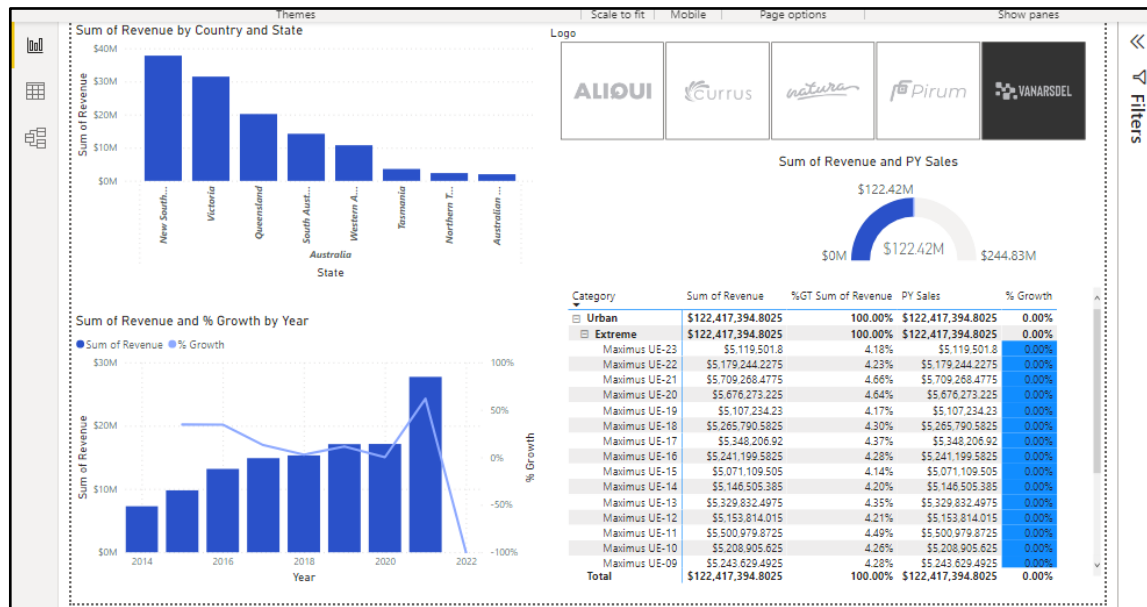 Themes Scale to fit Mobile Page options Show panes
Sum of Revenue by Country and State
$40M
$30M
$20M
$10M
$0M
Sum of Revenue
New South...
Victoria
Queensland
South Aust...
Western A...
Tasmania
Northern T...
Australian ...
Australia
State
Logo
ALIQUI
Currus
natura
Pirum
VANARSDEL
Filters
Sum of Revenue and PY Sales
$122.42M
$0M
$122.42M
$244.83M
Sum of Revenue and % Growth by Year
Sum of Revenue % Growth
$30M
$20M
$10M
$0M
Sum of Revenue
100%
50%
0%
-50%
-100%
% Growth
2014 2016 2018 2020 2022
Year
Category Sum of Revenue %GT Sum of Revenue PY Sales % Growth
Urban $122,417,394.8025 100.00% $122,417,394.8025 0.00%
Extreme $122,417,394.8025 100.00% $122,417,394.8025 0.00%
Maximus UE-23 $5,119,501.8 4.18% $5,119,501.8 0.00%
Maximus UE-22 $5,179,244.2275 4.23% $5,179,244.2275 0.00%
Maximus UE-21 $5,709,268.4775 4.66% $5,709,268.4775 0.00%
Maximus UE-20 $5,676,273.225 4.64% $5,676,273.225 0.00%
Maximus UE-19 $5,107,234.23 4.17% $5,107,234.23 0.00%
Maximus UE-18 $5,265,790.5825 4.30% $5,265,790.5825 0.00%
Maximus UE-17 $5,348,206.92 4.37% $5,348,206.92 0.00%
Maximus UE-16 $5,241,199.5825 4.28% $5,241,199.5825 0.00%
Maximus UE-15 $5,071,109.505 4.14% $5,071,109.505 0.00%
Maximus UE-14 $5,146,505.385 4.20% $5,146,505.385 0.00%
Maximus UE-13 $5,329,832.4975 4.35% $5,329,832.4975 0.00%
Maximus UE-12 $5,153,814.015 4.21% $5,153,814.015 0.00%
Maximus UE-11 $5,500,979.8725 4.49% $5,500,979.8725 0.00%
Maximus UE-10 $5,208,905.625 4.26% $5,208,905.625 0.00%
Maximus UE-09 $5,243,629.4925 4.28% $5,243,629.4925 0.00%
Total $122,417,394.8025 100.00% $122,417,394.8025 0.00%